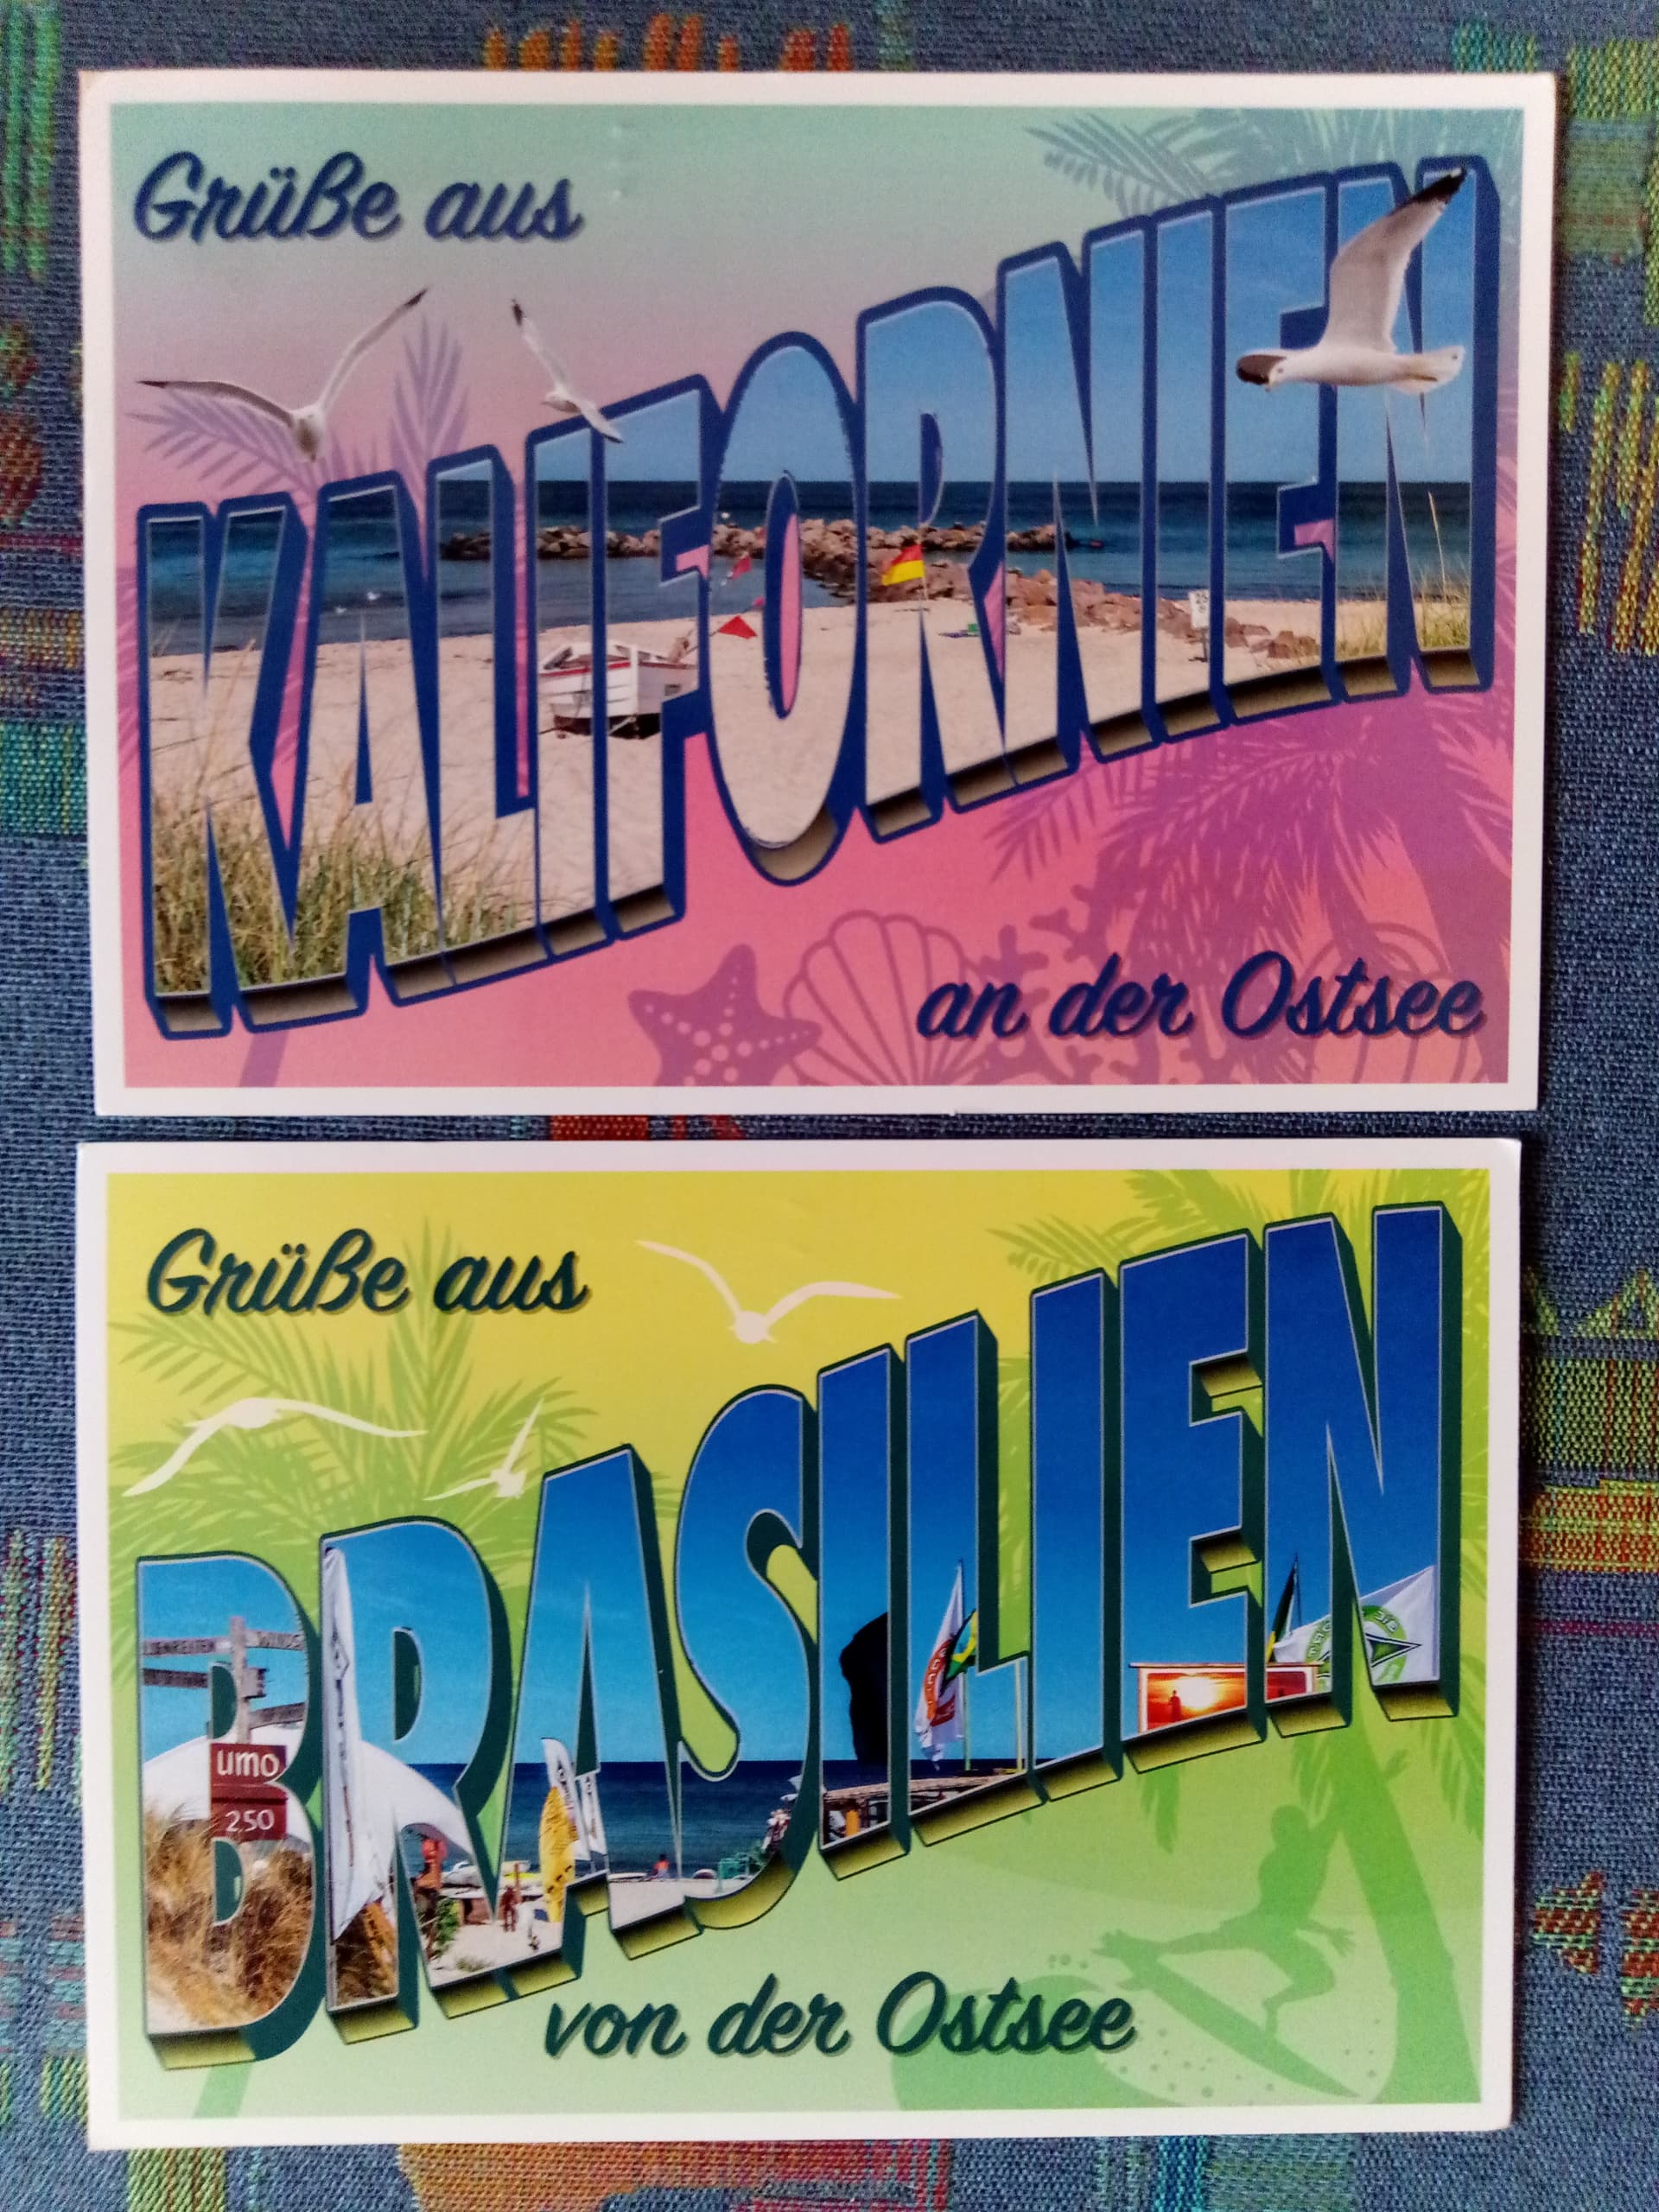 Grüße aus
KALIFORNIEN
an der Ostsee
Grüße aus
BRASILIEN
umo
250
von der Ostsee